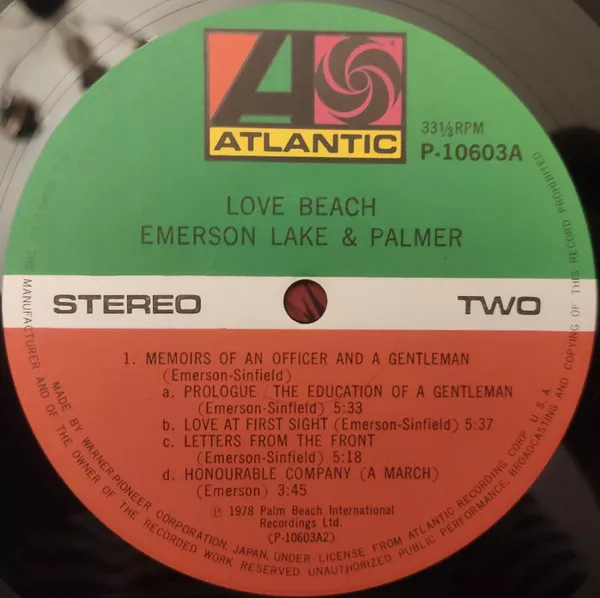 ATLANTIC
33⅓RPM
P-10603A
LOVE BEACH
EMERSON LAKE & PALMER
STEREO
TWO
1. MEMOIRS OF AN OFFICER AND A GENTLEMAN
(Emerson-Sinfield)
a. PROLOGUE/THE EDUCATION OF A GENTLEMAN
(Emerson-Sinfield) 5:33
b. LOVE AT FIRST SIGHT (Emerson-Sinfield) 5:37
c. LETTERS FROM THE FRONT
(Emerson-Sinfield) 5:18
d. HONOURABLE COMPANY (A MARCH)
(Emerson) 3:45
℗ 1978 Palm Beach International
Recordings Ltd.
(P-10603A2)
MADE BY WARNER-PIONEER CORPORATION, JAPAN, UNDER LICENSE FROM ATLANTIC RECORDING CORP. U.S.A.
MANUFACTURER AND OF THE OWNER OF THE RECORDED WORK RESERVED. UNAUTHORIZED PUBLIC PERFORMANCE, BROADCASTING AND COPYING OF THIS RECORD PROHIBITED